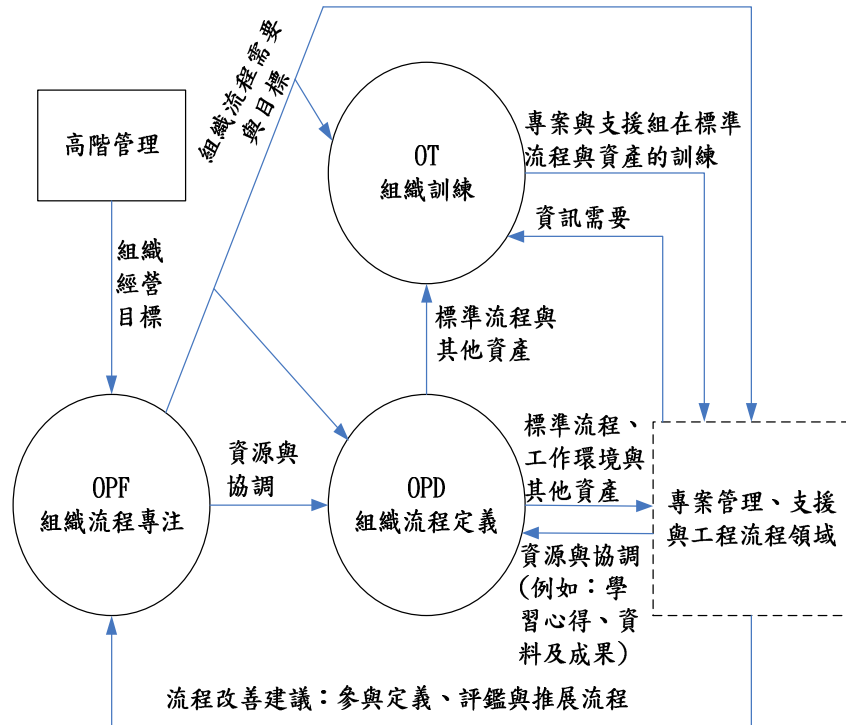 組織流程需要
與目標
高階管理
OT
組織訓練
專案與支援組在標準
流程與資產的訓練
資訊需要
組織
經營
目標
標準流程與
其他資產
OPF
組織流程專注
資源與
協調
OPD
組織流程定義
標準流程、
工作環境與
其他資產
專案管理、支援
與工程流程領域
資源與協調
(例如：學
習心得、資
料及成果)
流程改善建議：參與定義、評鑑與推展流程